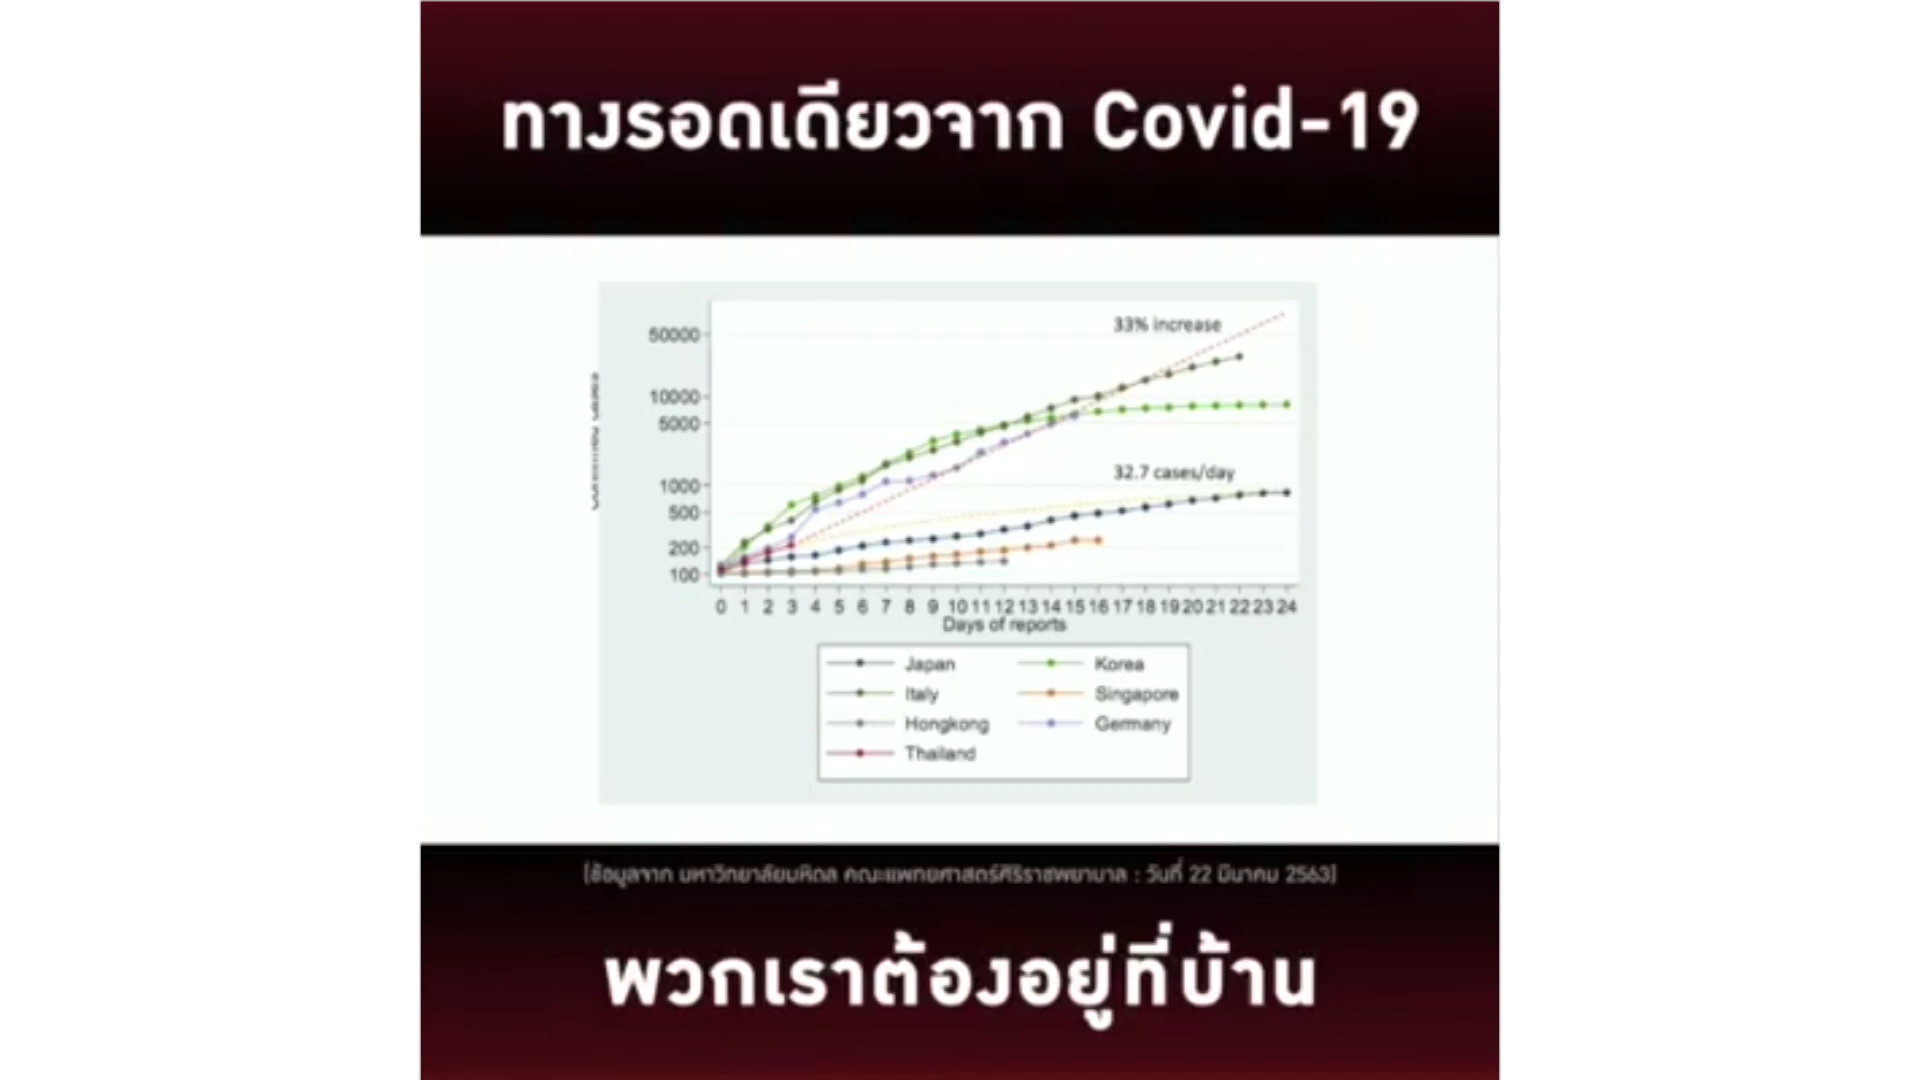 ทางรอดเดียวจาก Covid-19
33% increase
50000
10000
5000
32.7 cases/day
1000
500
200
100
0 1 2 3 4 5 6 7 8 9 10 11 12 13 14 15 16 17 18 19 20 21 22 23 24
Days of reports
Japan Korea
Italy Singapore
Hongkong Germany
Thailand
(ข้อมูลจาก มหาวิทยาลัยมหิดล คณะแพทยศาสตร์ศิริราชพยาบาล : วันที่ 22 มีนาคม 2563)
พวกเราต้องอยู่ที่บ้าน